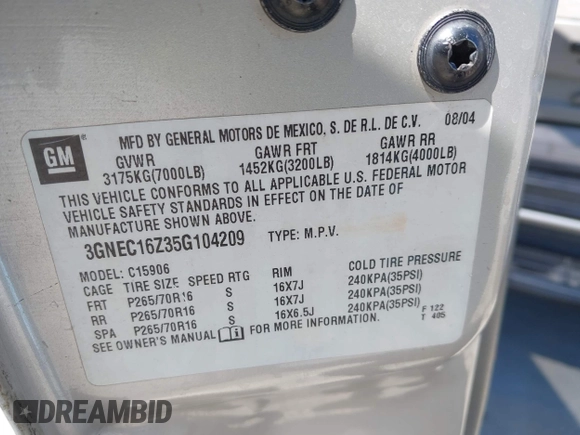 GM ®
MFD BY GENERAL MOTORS DE MEXICO, S. DE R.L. DE C.V. 08/04
GVWR GAWR FRT GAWR RR
3175KG(7000LB) 1452KG(3200LB) 1814KG(4000LB)
THIS VEHICLE CONFORMS TO ALL APPLICABLE U.S. FEDERAL MOTOR
VEHICLE SAFETY STANDARDS IN EFFECT ON THE DATE OF
MANUFACTURE SHOWN ABOVE.
3GNEC16Z35G104209 TYPE: M.P.V.
MODEL: C15906
CAGE TIRE SIZE SPEED RTG RIM COLD TIRE PRESSURE
FRT P265/70R16 S 16X7J 240KPA(35PSI)
RR P265/70R16 S 16X7J 240KPA(35PSI)
SPA P265/70R16 S 16X6.5J 240KPA(35PSI)
SEE OWNER'S MANUAL FOR MORE INFORMATION.
F 122
T 405
DREAMBID